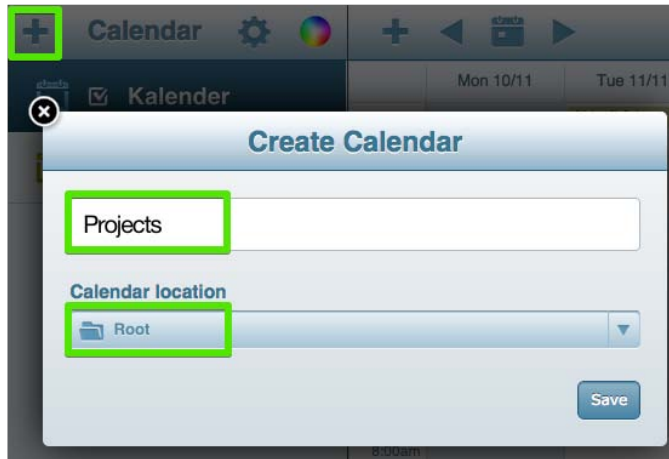 Calendar
Mon 10/11
Tue 11/11
Kalender
Create Calendar
Projects
Calendar location
Root
Save
8:00am